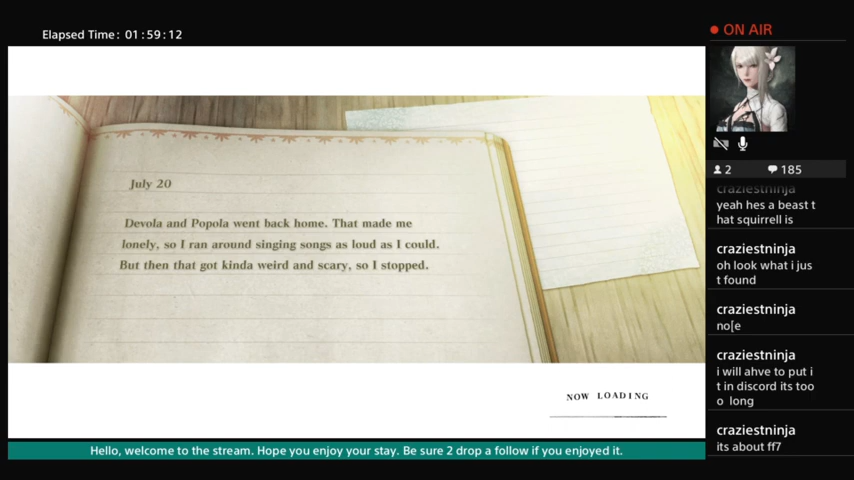 Elapsed Time: 01:59:12
ON AIR
July 20
Devola and Popola went back home. That made me
lonely, so I ran around singing songs as loud as I could.
But then that got kinda weird and scary, so I stopped.
NOW LOADING
Hello, welcome to the stream. Hope you enjoy your stay. Be sure 2 drop a follow if you enjoyed it.
2
185
craziestninja
yeah hes a beast t
hat squirrell is
craziestninja
oh look what i jus
t found
craziestninja
no[e
craziestninja
i will ahve to put i
t in discord its too
o long
craziestninja
its about ff7